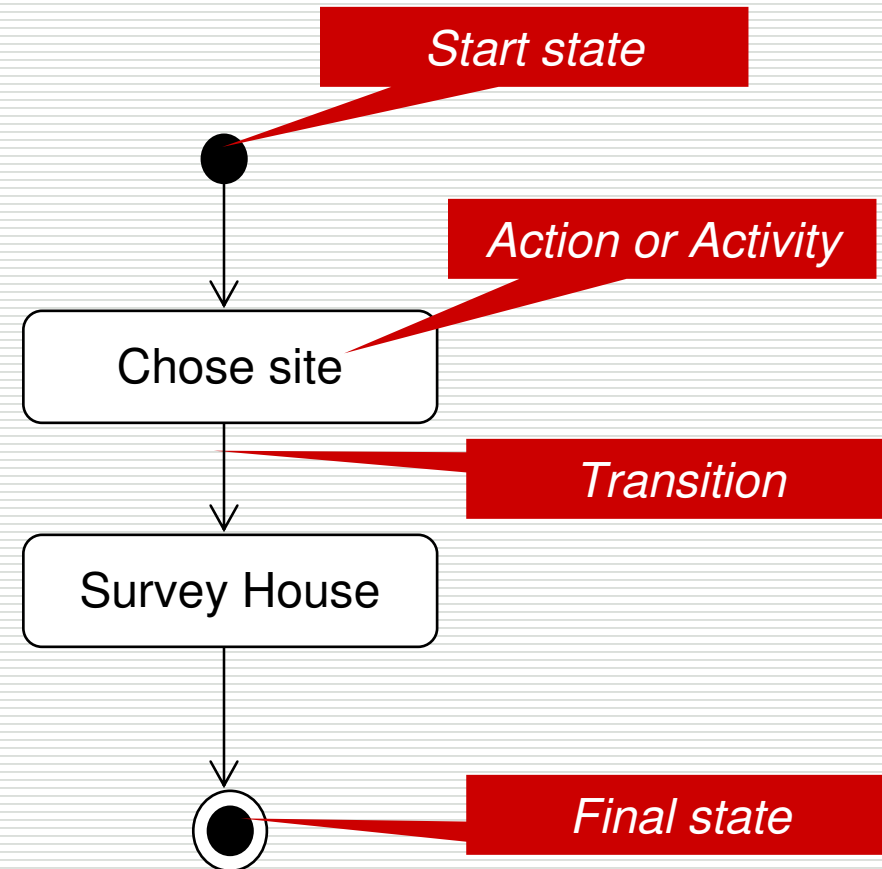 Start state
Action or Activity
Chose site
Transition
Survey House
Final state